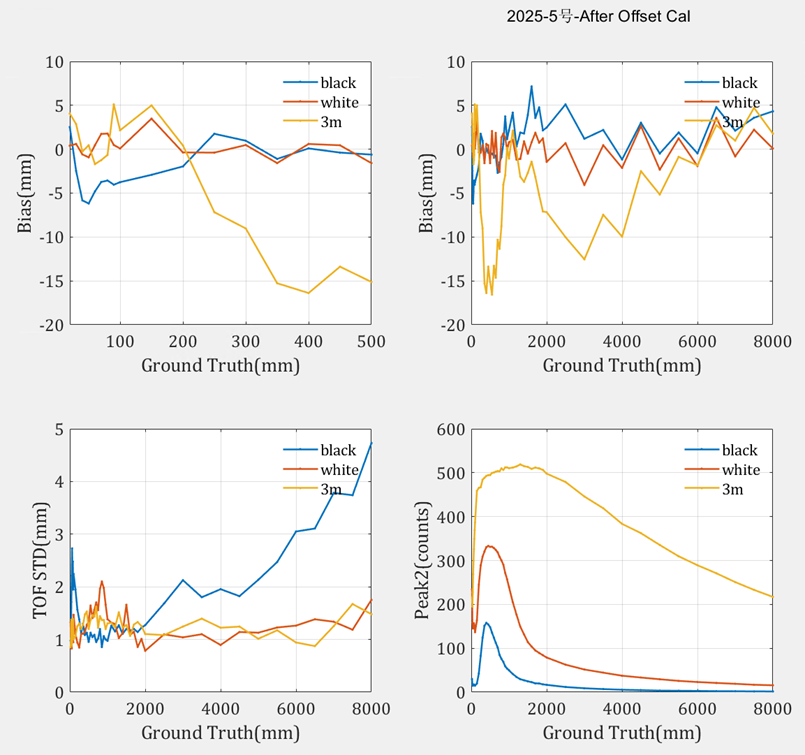 2025-5号-After Offset Cal
10
5
0
-5
-10
-15
-20
Bias(mm)
black
white
3m
100 200 300 400 500
Ground Truth(mm)
10
5
0
-5
-10
-15
-20
Bias(mm)
black
white
3m
0 2000 4000 6000 8000
Ground Truth(mm)
5
4
3
2
1
0
TOF STD(mm)
black
white
3m
0 2000 4000 6000 8000
Ground Truth(mm)
600
500
400
300
200
100
0
Peak2(counts)
black
white
3m
0 2000 4000 6000 8000
Ground Truth(mm)